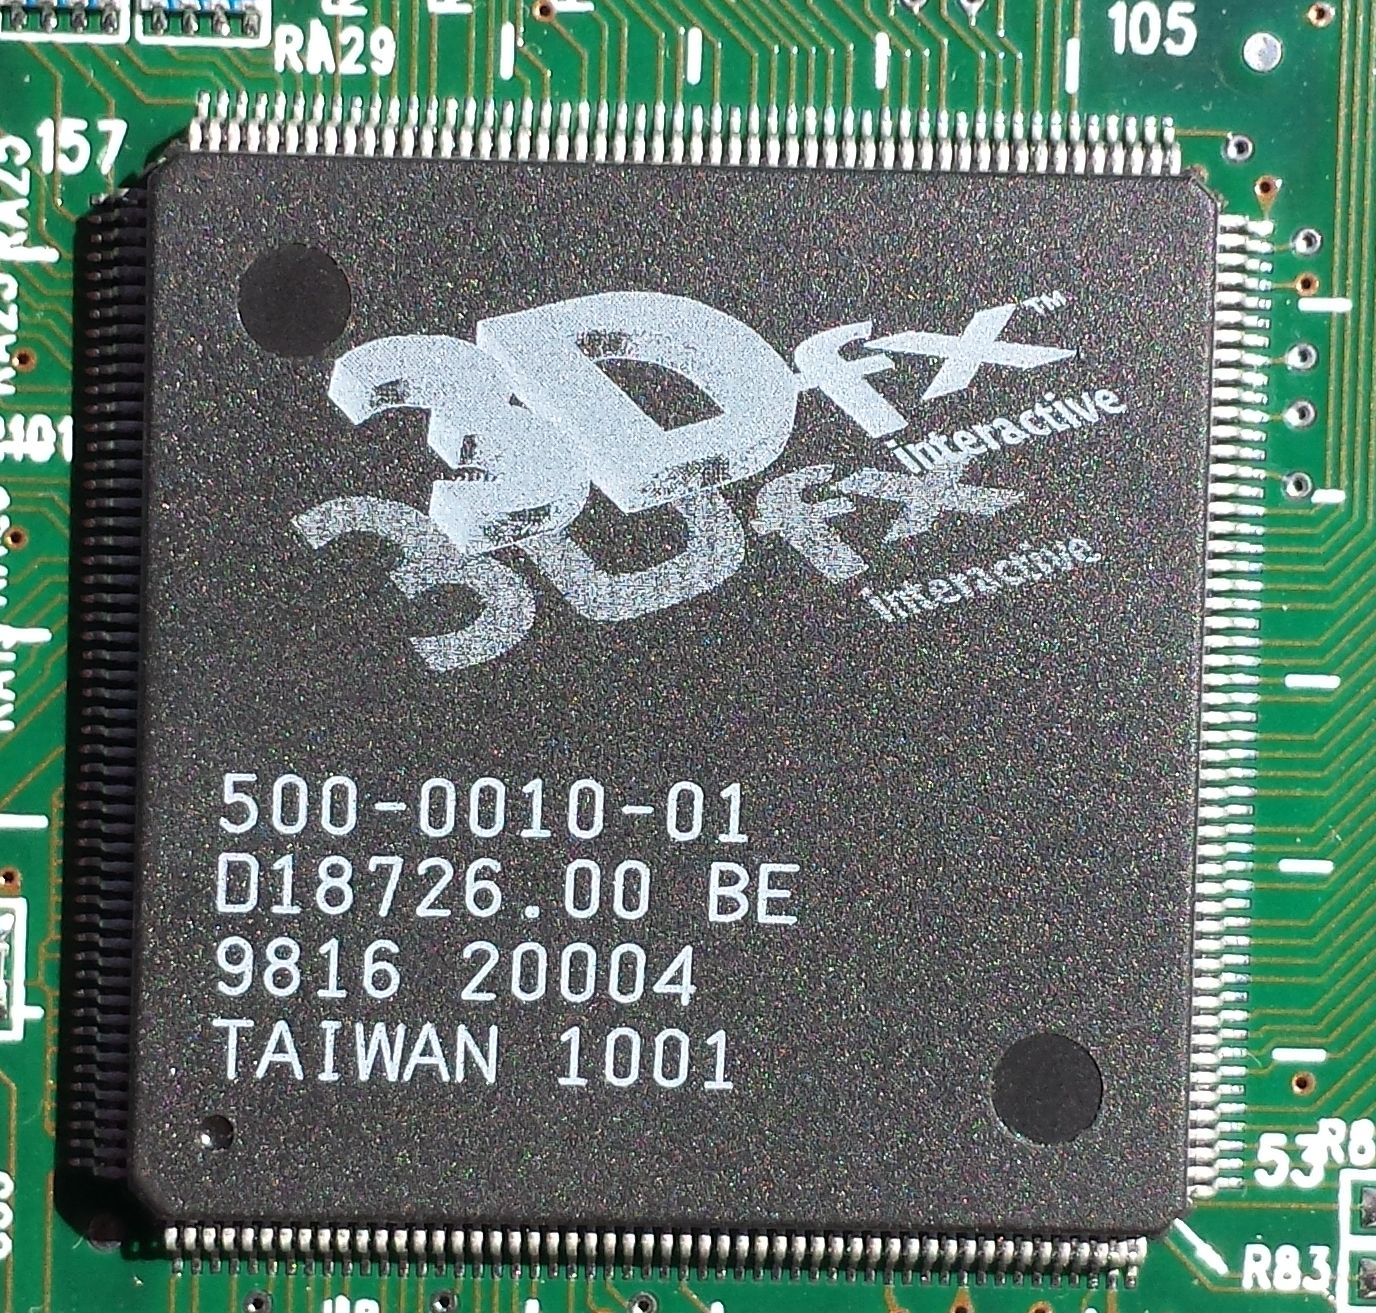 RA29
105
157
3Dfx™
interactive
3Dfx
interactive
500-0010-01
D18726.00 BE
9816 20004
TAIWAN 1001
53
R83